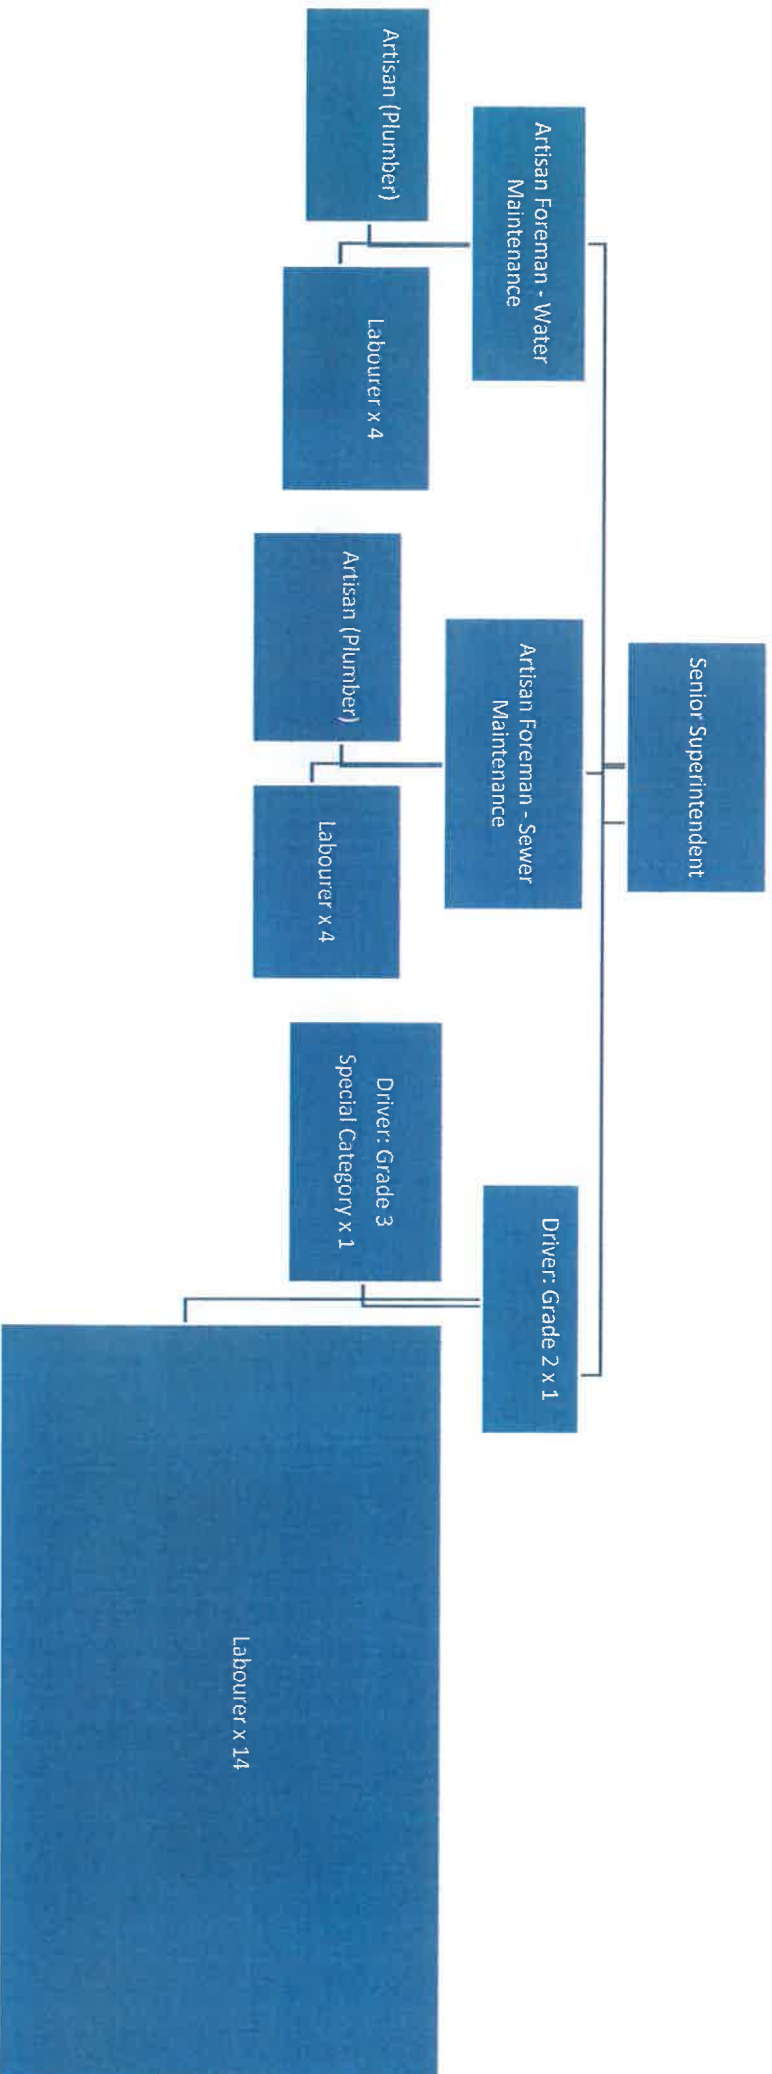 Senior Superintendent
Artisan Foreman - Water
Maintenance
Artisan Foreman - Sewer
Maintenance
Driver: Grade 2 x 1
Artisan (Plumber)
Labourer x 4
Artisan (Plumber)
Labourer x 4
Driver: Grade 3
Special Category x 1
Labourer x 14